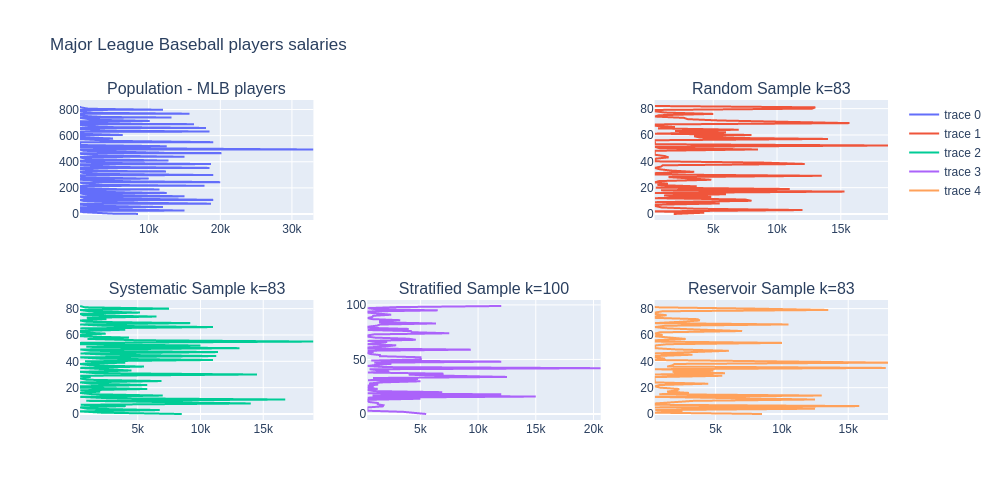 Major League Baseball players salaries
Population - MLB players
800
600
400
200
0
10k 20k 30k
Random Sample k=83
80
60
40
20
0
5k 10k 15k
trace 0
trace 1
trace 2
trace 3
trace 4
Systematic Sample k=83
80
60
40
20
0
5k 10k 15k
Stratified Sample k=100
100
50
0
5k 10k 15k 20k
Reservoir Sample k=83
80
60
40
20
0
5k 10k 15k